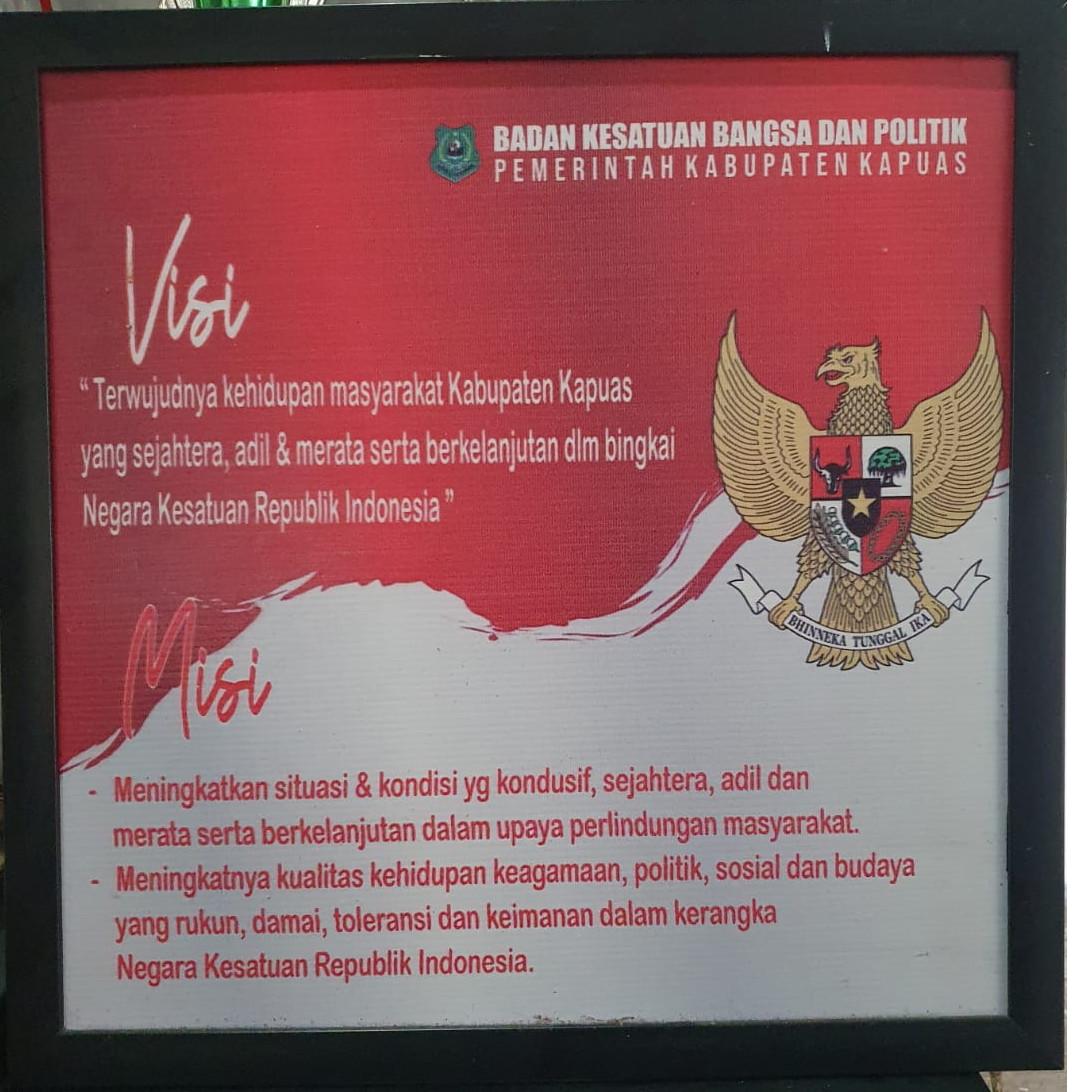 BADAN KESATUAN BANGSA DAN POLITIK
PEMERINTAH KABUPATEN KAPUAS
Visi
“ Terwujudnya kehidupan masyarakat Kabupaten Kapuas
yang sejahtera, adil & merata serta berkelanjutan dlm bingkai
Negara Kesatuan Republik Indonesia ”
BHINNEKA TUNGGAL IKA
Misi
- Meningkatkan situasi & kondisi yg kondusif, sejahtera, adil dan
merata serta berkelanjutan dalam upaya perlindungan masyarakat.
- Meningkatnya kualitas kehidupan keagamaan, politik, sosial dan budaya
yang rukun, damai, toleransi dan keimanan dalam kerangka
Negara Kesatuan Republik Indonesia.